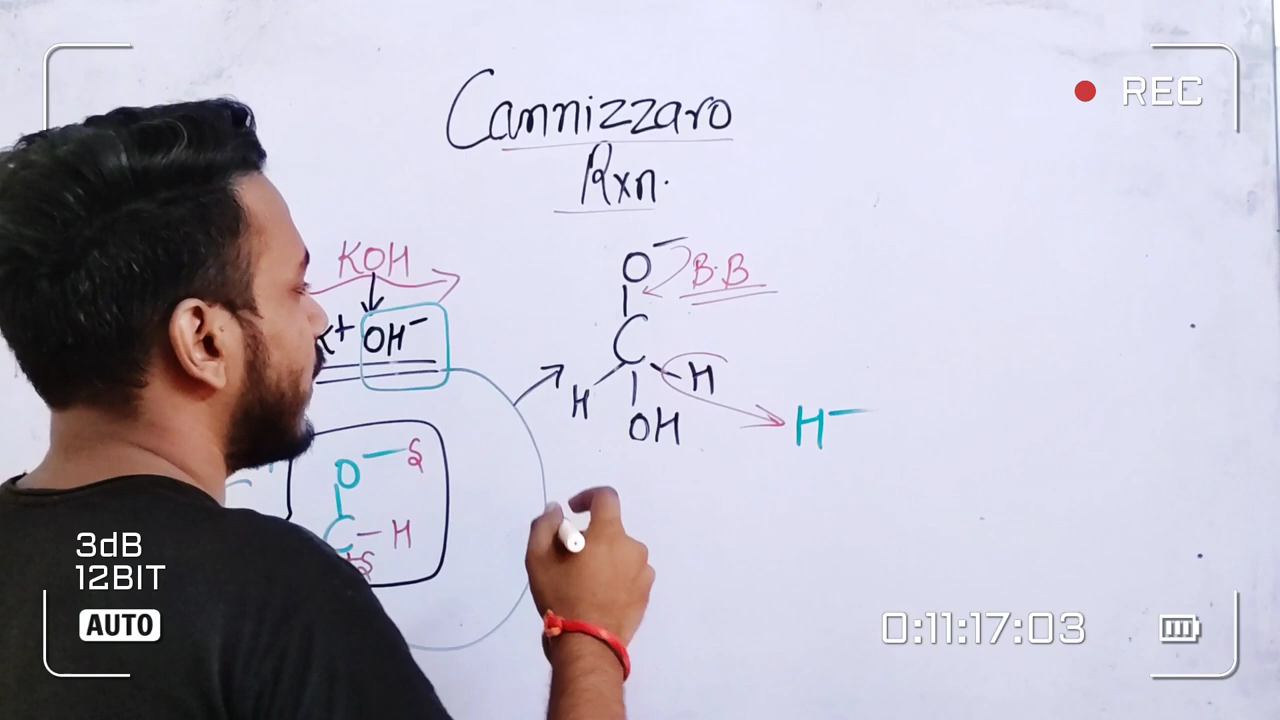 REC
Cannizzaro
Rxn.
KOH
K+ OH−
O− B.B
C
H H
OH
H−
O− S
C − H
+S
3dB
12BIT
AUTO
0:11:17:03